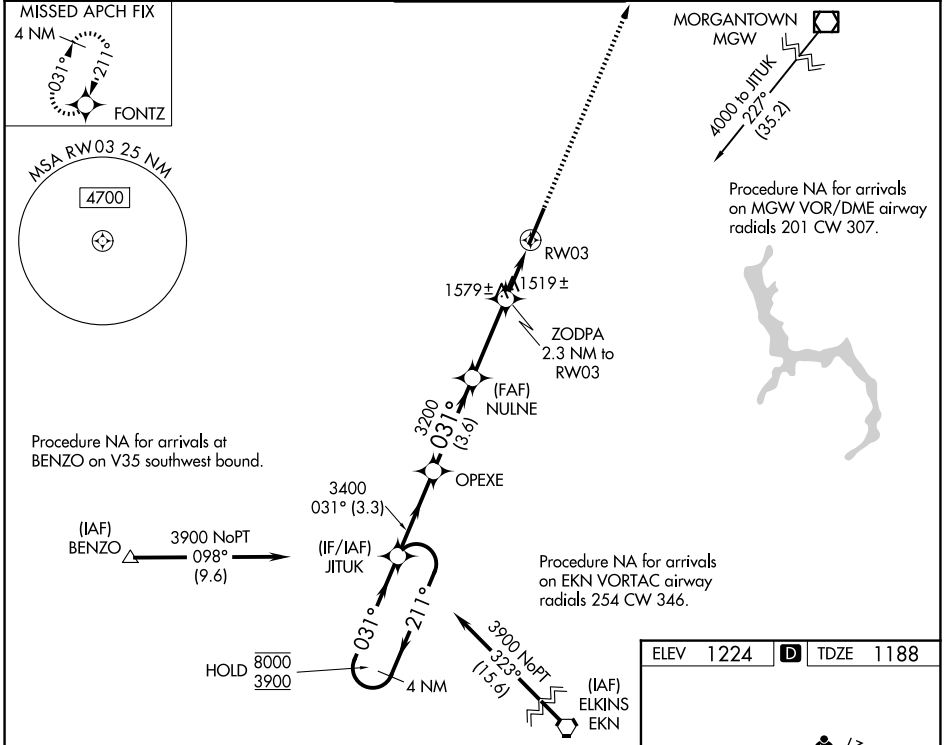 MISSED APCH FIX
4 NM
031°
211°
FONTZ
MSA RW03 25 NM
4700
MORGANTOWN
MGW
4000 to JITUK
227°
(35.2)
Procedure NA for arrivals
on MGW VOR/DME airway
radials 201 CW 307.
RW03
1579± 1519±
ZODPA
2.3 NM to
RW03
(FAF)
NULNE
3200
031°
(3.6)
OPEXE
Procedure NA for arrivals at
BENZO on V35 southwest bound.
3400
031° (3.3)
(IAF)
BENZO
3900 NoPT
098°
(9.6)
(IF/IAF)
JITUK
Procedure NA for arrivals
on EKN VORTAC airway
radials 254 CW 346.
031°
211°
HOLD 8000
3900
4 NM
3900 NoPT
323°
(15.6)
(IAF)
ELKINS
EKN
ELEV 1224 D TDZE 1188